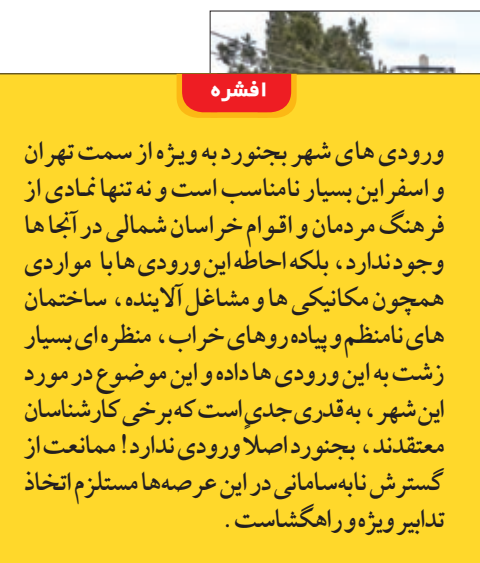 افشره
ورودی های شهر بجنورد به ویژه از سمت تهران
و اسفراین بسیار نامناسب است و نه تنها نمادی از
فرهنگ مردمان و اقوام خراسان شمالی در آنجا ها
وجود ندارد ، بلکه احاطه این ورودی ها با مواردی
همچون مکانیکی ها و مشاغل آلاینده ، ساختمان
های نامنظم و پیاده روهای خراب ، منظره ای بسیار
زشت به این ورودی ها داده و این موضوع در مورد
این شهر ، به قدری جدی است که برخی کارشناسان
معتقدند ، بجنورد اصلاً ورودی ندارد ! ممانعت از
گسترش نابه سامانی در این عرصه ها مستلزم اتخاذ
تدابیر ویژه و راهگشاست .